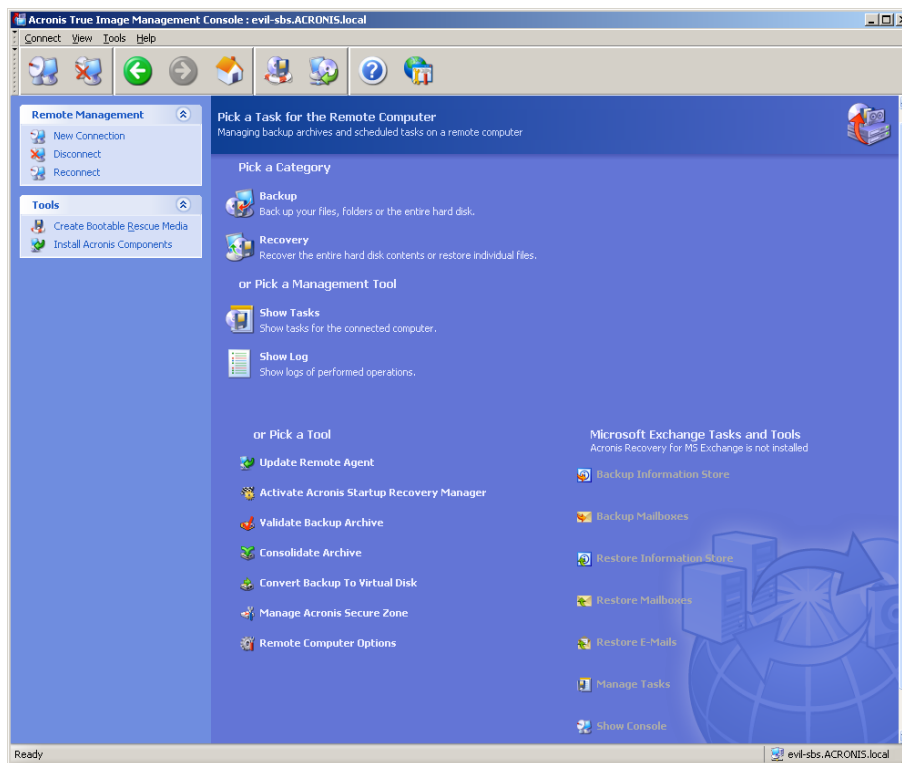 Acronis True Image Management Console : evil-sbs.ACRONIS.local
Connect View Tools Help
Remote Management
New Connection
Disconnect
Reconnect
Tools
Create Bootable Rescue Media
Install Acronis Components
Pick a Task for the Remote Computer
Managing backup archives and scheduled tasks on a remote computer
Pick a Category
Backup
Back up your files, folders or the entire hard disk.
Recovery
Recover the entire hard disk contents or restore individual files.
or Pick a Management Tool
Show Tasks
Show tasks for the connected computer.
Show Log
Show logs of performed operations.
or Pick a Tool
Update Remote Agent
Activate Acronis Startup Recovery Manager
Validate Backup Archive
Consolidate Archive
Convert Backup To Virtual Disk
Manage Acronis Secure Zone
Remote Computer Options
Microsoft Exchange Tasks and Tools
Acronis Recovery for MS Exchange is not installed
Backup Information Store
Backup Mailboxes
Restore Information Store
Restore Mailboxes
Restore E-Mails
Manage Tasks
Show Console
Ready
evil-sbs.ACRONIS.local